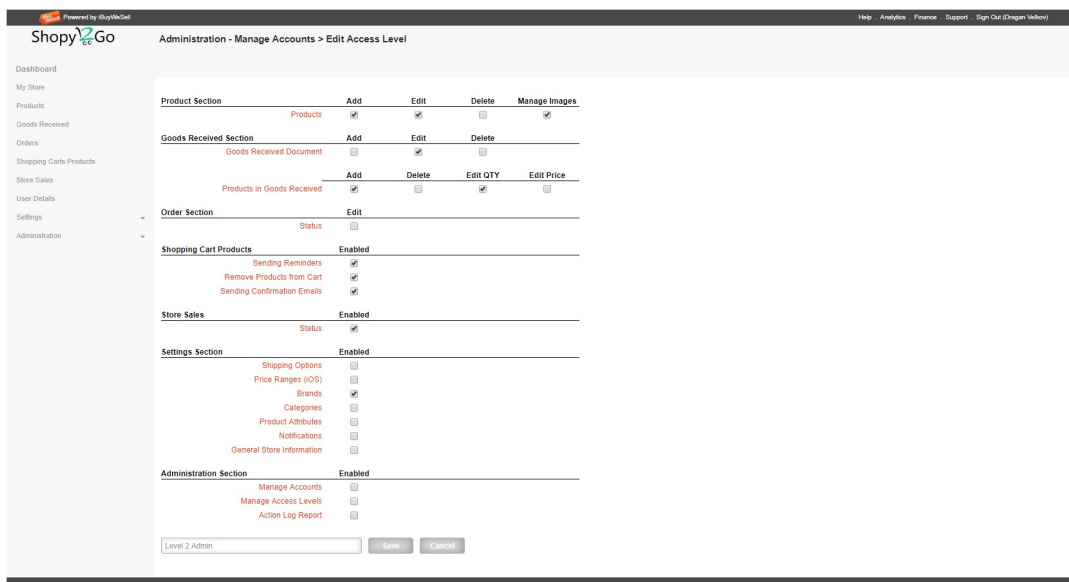 iBuy WeSell Powered by iBuyWeSell
Help . Analytics . Finance . Support . Sign Out (Dragan Velkov)
Shopy2Go
Administration - Manage Accounts > Edit Access Level
Dashboard
My Store
Products
Goods Received
Orders
Shopping Carts Products
Store Sales
User Details
Settings
Administration
Product Section Add Edit Delete Manage Images
Products
Goods Received Section Add Edit Delete
Goods Received Document
Add Delete Edit QTY Edit Price
Products in Goods Received
Order Section Edit
Status
Shopping Cart Products Enabled
Sending Reminders
Remove Products from Cart
Sending Confirmation Emails
Store Sales Enabled
Status
Settings Section Enabled
Shipping Options
Price Ranges (iOS)
Brands
Categories
Product Attributes
Notifications
General Store Information
Administration Section Enabled
Manage Accounts
Manage Access Levels
Action Log Report
Level 2 Admin Save Cancel